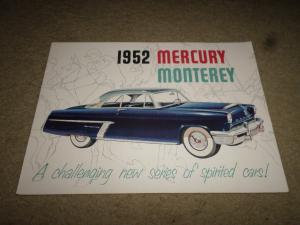 1952 MERCURY
MONTEREY
A challenging new series of spirited cars!